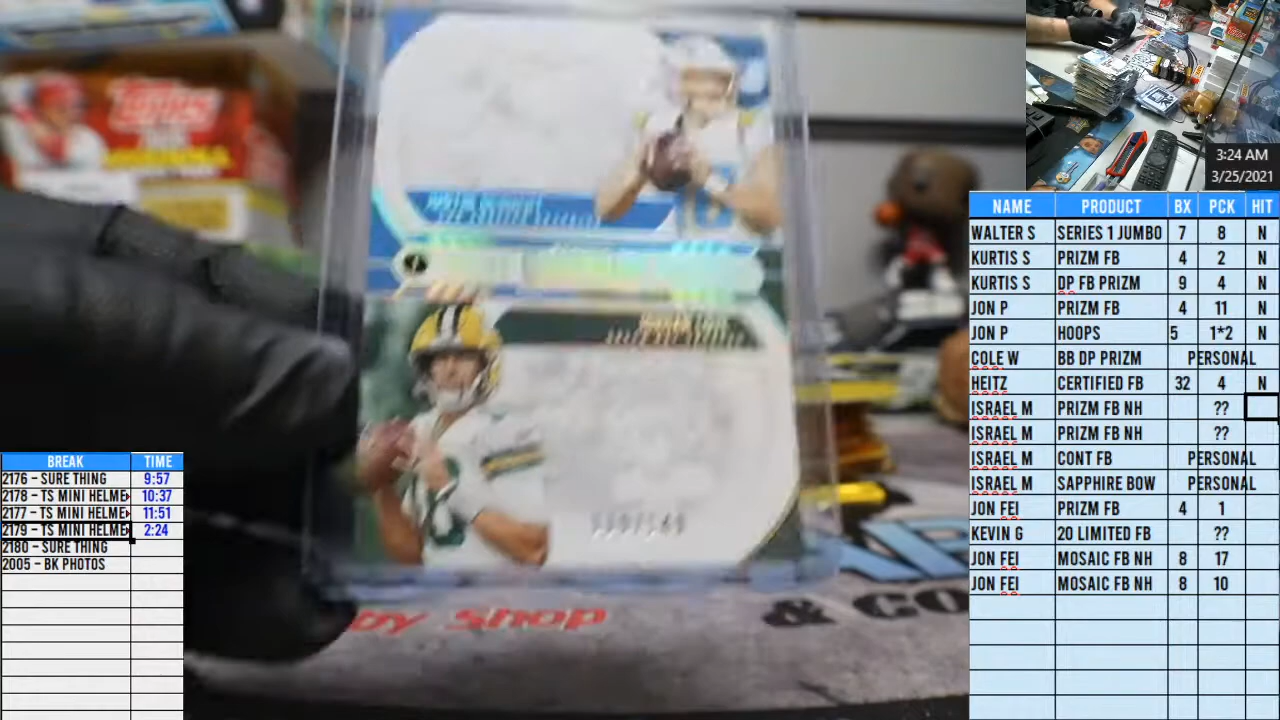 Topps
3:24 AM
3/25/2021
NAME PRODUCT BX PCK HIT
WALTER S SERIES 1 JUMBO 7 8 N
KURTIS S PRIZM FB 4 2 N
KURTIS S DP FB PRIZM 9 4 N
JON P PRIZM FB 4 11 N
JON P HOOPS 5 1*2 N
COLE W BB DP PRIZM PERSONAL
HEITZ CERTIFIED FB 32 4 N
ISRAEL M PRIZM FB NH ??
ISRAEL M PRIZM FB NH ??
ISRAEL M CONT FB PERSONAL
ISRAEL M SAPPHIRE BOW PERSONAL
JON FEI PRIZM FB 4 1
KEVIN G 20 LIMITED FB ??
JON FEI MOSAIC FB NH 8 17
JON FEI MOSAIC FB NH 8 10
BREAK TIME
2176 – SURE THING 9:57
2178 – TS MINI HELME 10:37
2177 – TS MINI HELME 11:51
2179 – TS MINI HELME 2:24
2180 – SURE THING
2005 – BK PHOTOS
BY SHOP & CO